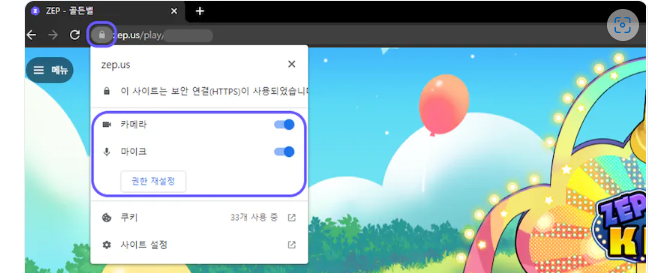 ZEP - 골든벨
zep.us/play/
메뉴
zep.us
이 사이트는 보안 연결(HTTPS)이 사용되었습니
카메라
마이크
권한 재설정
쿠키 33개 사용 중
사이트 설정
ZEP
K